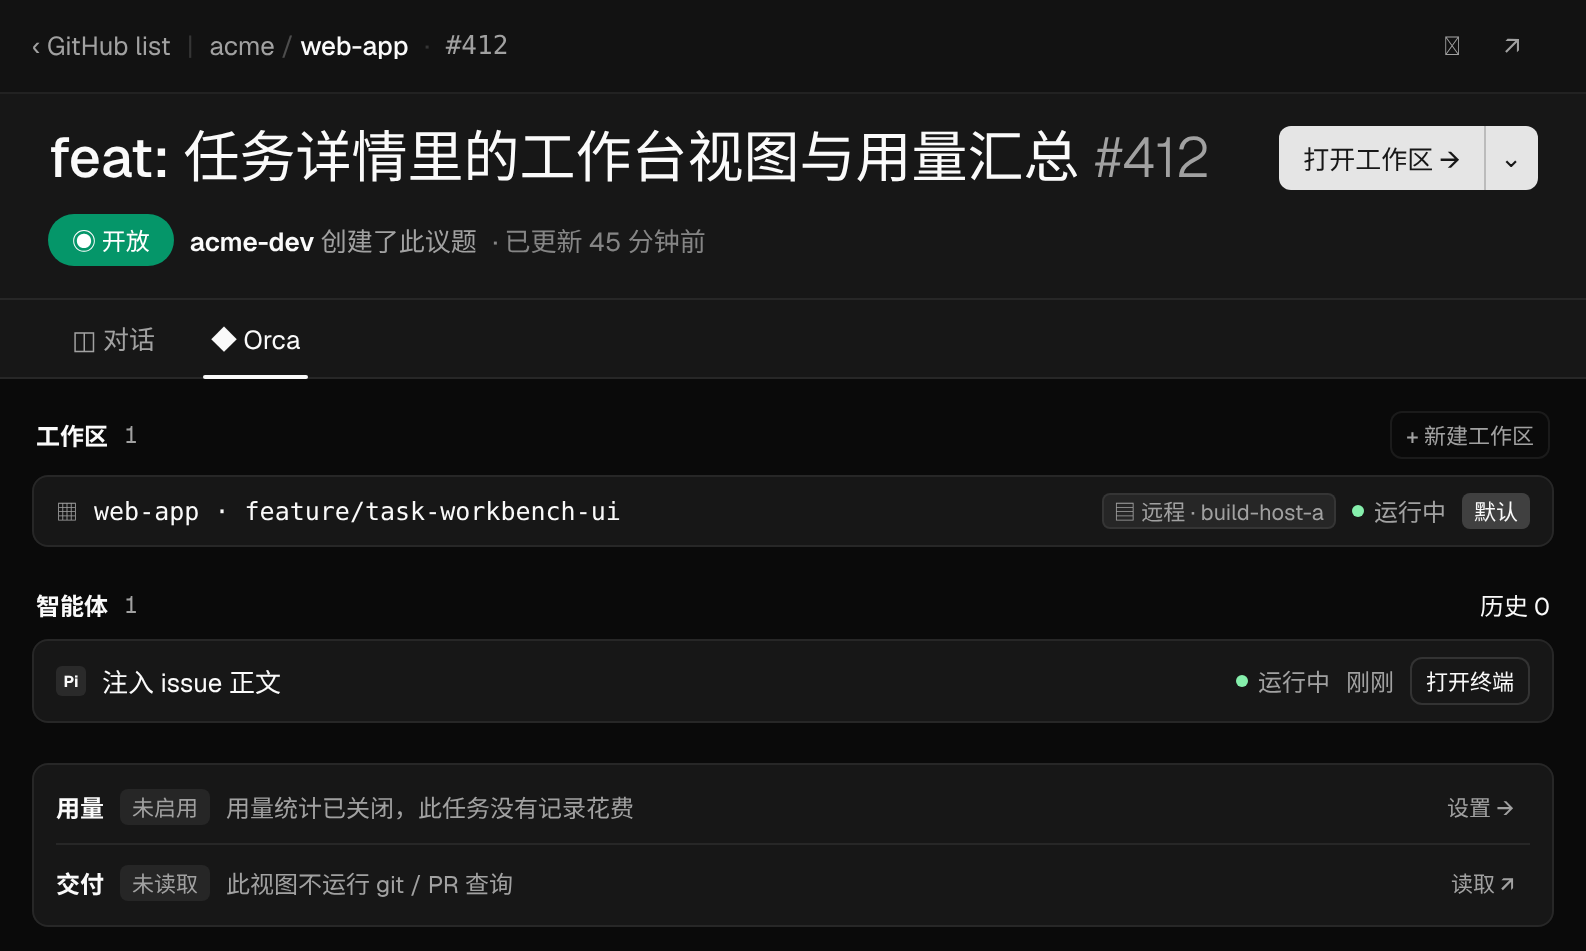 ‹ GitHub list | acme / web-app · #412
feat: 任务详情里的工作台视图与用量汇总 #412
打开工作区 →
开放 acme-dev 创建了此议题 · 已更新 45 分钟前
对话 Orca
工作区 1
+ 新建工作区
web-app · feature/task-workbench-ui
远程 · build-host-a 运行中 默认
智能体 1
历史 0
Pi 注入 issue 正文
运行中 刚刚 打开终端
用量 未启用 用量统计已关闭，此任务没有记录花费 设置 →
交付 未读取 此视图不运行 git / PR 查询 读取 ↗